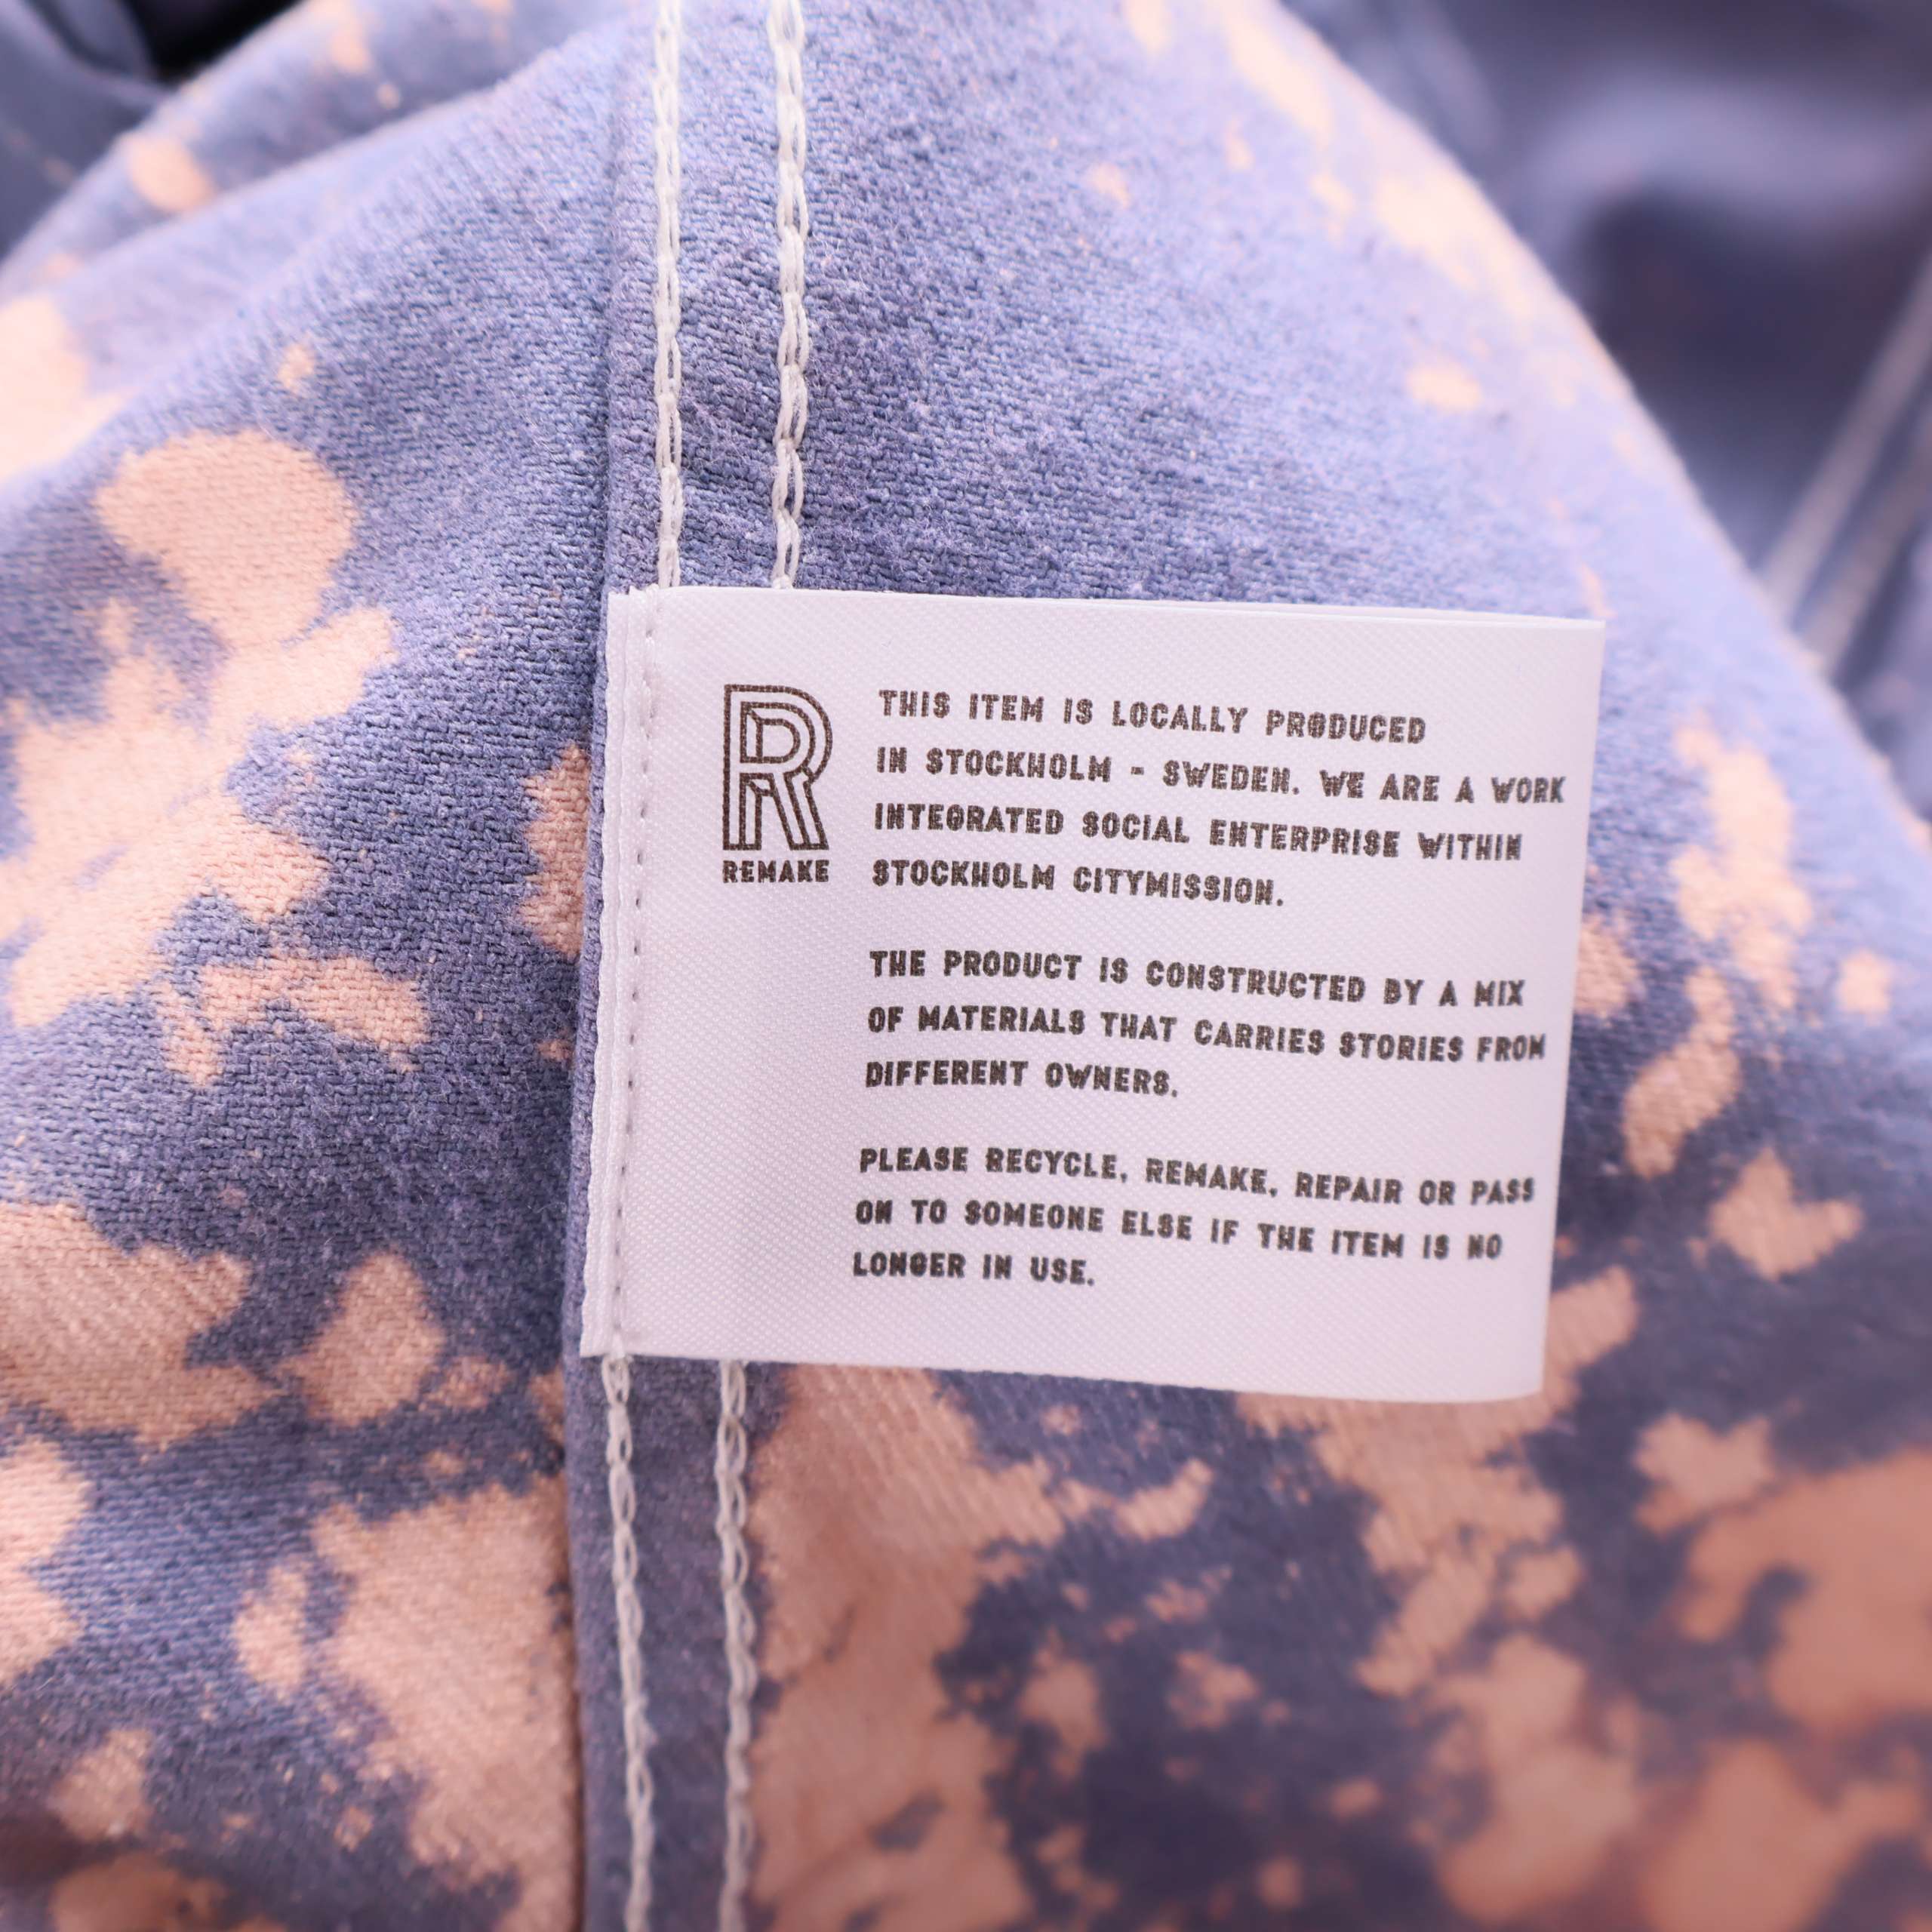 R
REMAKE
THIS ITEM IS LOCALLY PRODUCED
IN STOCKHOLM - SWEDEN. WE ARE A WORK
INTEGRATED SOCIAL ENTERPRISE WITHIN
STOCKHOLM CITYMISSION.
THE PRODUCT IS CONSTRUCTED BY A MIX
OF MATERIALS THAT CARRIES STORIES FROM
DIFFERENT OWNERS.
PLEASE RECYCLE, REMAKE, REPAIR OR PASS
ON TO SOMEONE ELSE IF THE ITEM IS NO
LONGER IN USE.